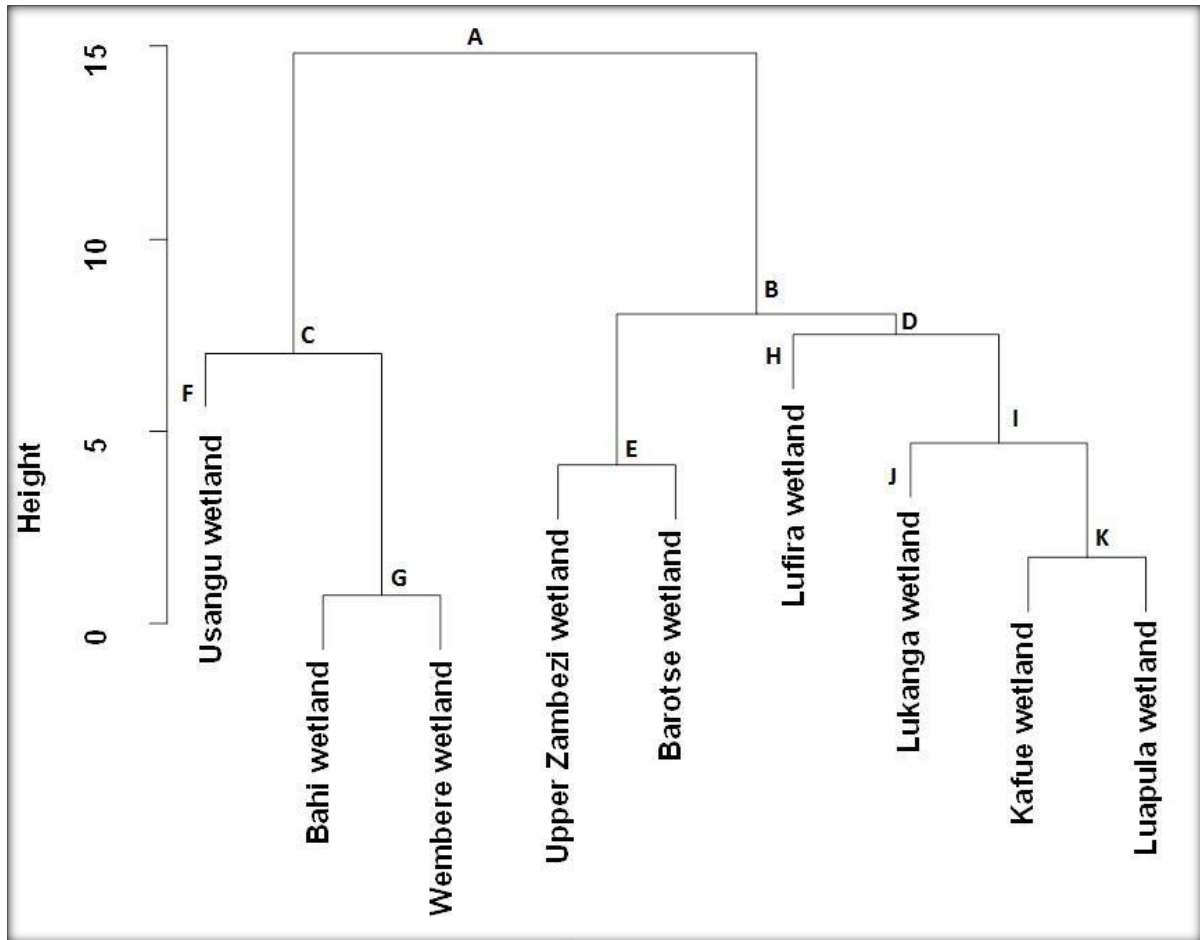 A
15
10
5
0
Height
B
C
D
E
F
G
H
I
J
K
Usangu wetland
Bahi wetland
Wembere wetland
Upper Zambezi wetland
Barotse wetland
Lufira wetland
Lukanga wetland
Kafue wetland
Luapula wetland